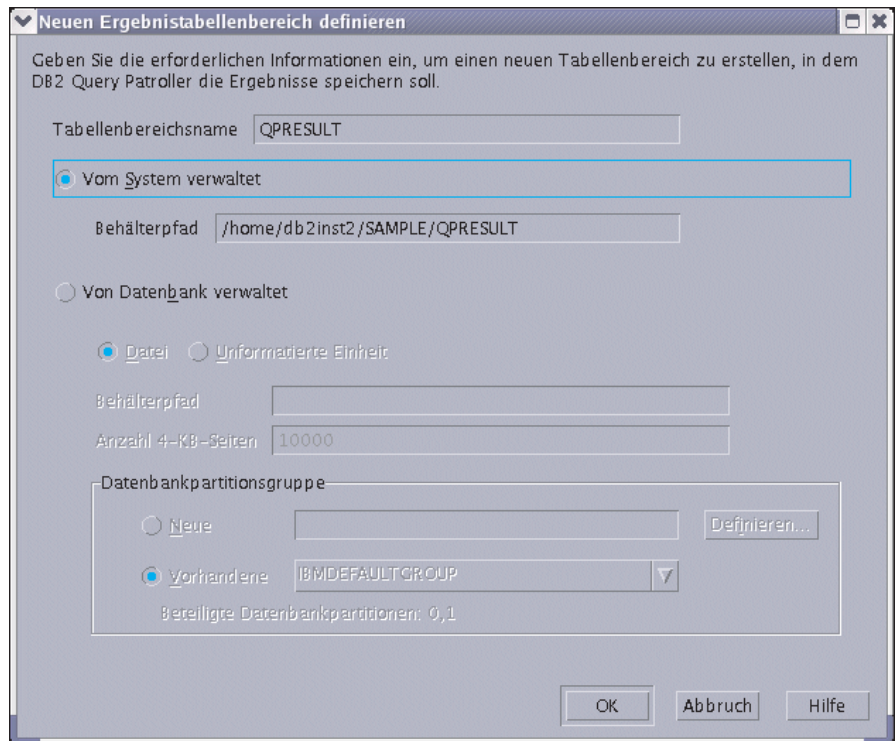 Neuen Ergebnistabellenbereich definieren
Geben Sie die erforderlichen Informationen ein, um einen neuen Tabellenbereich zu erstellen, in dem
DB2 Query Patroller die Ergebnisse speichern soll.
Tabellenbereichsname QPRESULT
Vom System verwaltet
Behälterpfad /home/db2inst2/SAMPLE/QPRESULT
Von Datenbank verwaltet
Datei Unformatierte Einheit
Behälterpfad
Anzahl 4-KB-Seiten 10000
Datenbankpartitionsgruppe
Neue Definieren...
Vorhandene IBMDEFAULTGROUP
Beteiligte Datenbankpartitionen: 0,1
OK Abbruch Hilfe